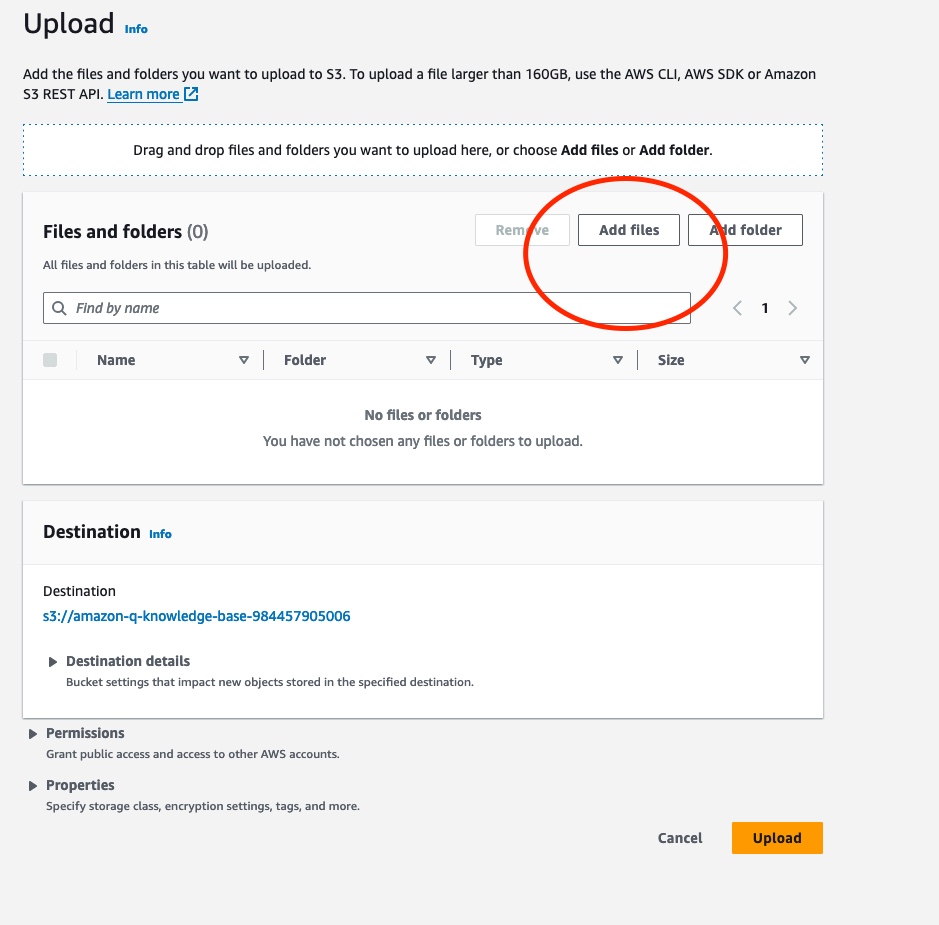 Upload Info
Add the files and folders you want to upload to S3. To upload a file larger than 160GB, use the AWS CLI, AWS SDK or Amazon
S3 REST API. Learn more
Drag and drop files and folders you want to upload here, or choose Add files or Add folder.
Files and folders (0)
Remove
Add files
Add folder
All files and folders in this table will be uploaded.
Find by name
1
Name
Folder
Type
Size
No files or folders
You have not chosen any files or folders to upload.
Destination Info
Destination
s3://amazon-q-knowledge-base-984457905006
Destination details
Bucket settings that impact new objects stored in the specified destination.
Permissions
Grant public access and access to other AWS accounts.
Properties
Specify storage class, encryption settings, tags, and more.
Cancel
Upload